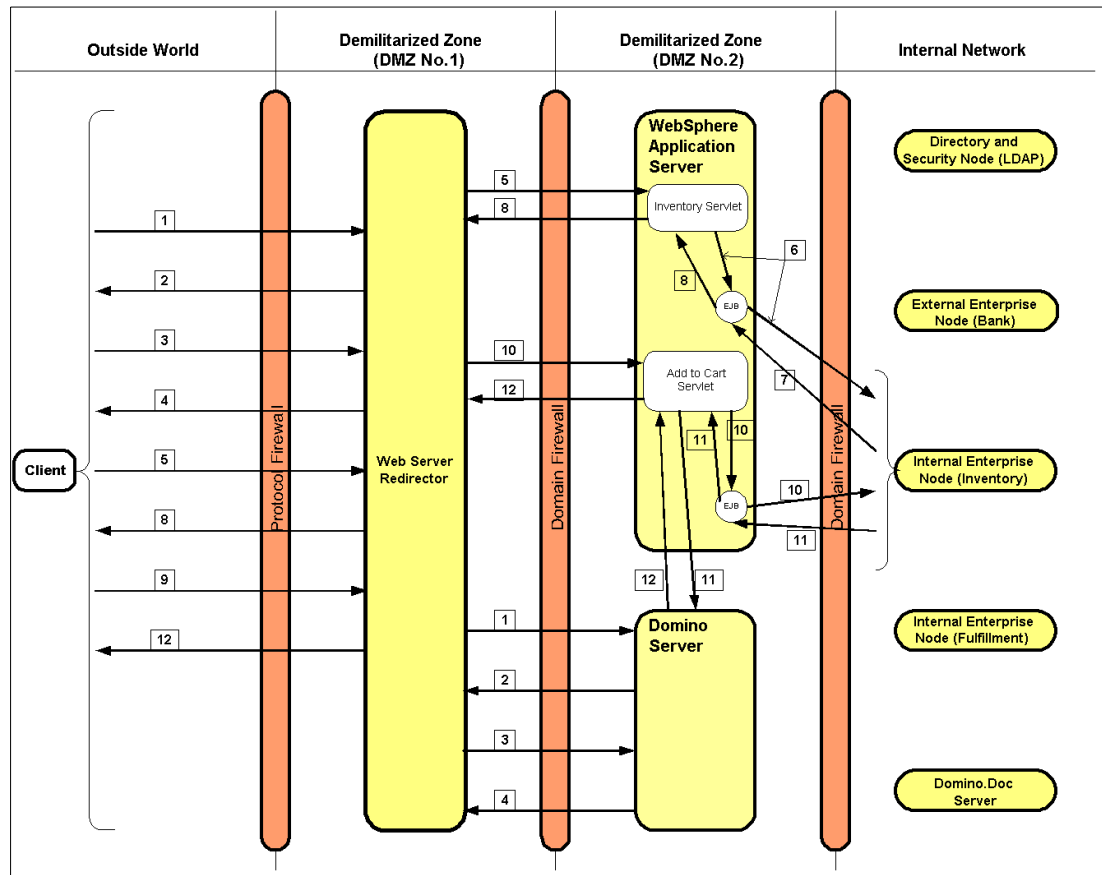 Outside World
Demilitarized Zone
(DMZ No.1)
Demilitarized Zone
(DMZ No.2)
Internal Network
Client
1
2
3
4
5
8
9
12
Protocol Firewall
Web Server
Redirector
5
8
10
12
1
2
3
4
Domain Firewall
WebSphere
Application
Server
Inventory Servlet
6
8
EJB
7
Add to Cart
Servlet
11
10
EJB
10
11
12
11
Domino
Server
Domain Firewall
Directory and
Security Node (LDAP)
External Enterprise
Node (Bank)
Internal Enterprise
Node (Inventory)
Internal Enterprise
Node (Fulfillment)
Domino.Doc
Server